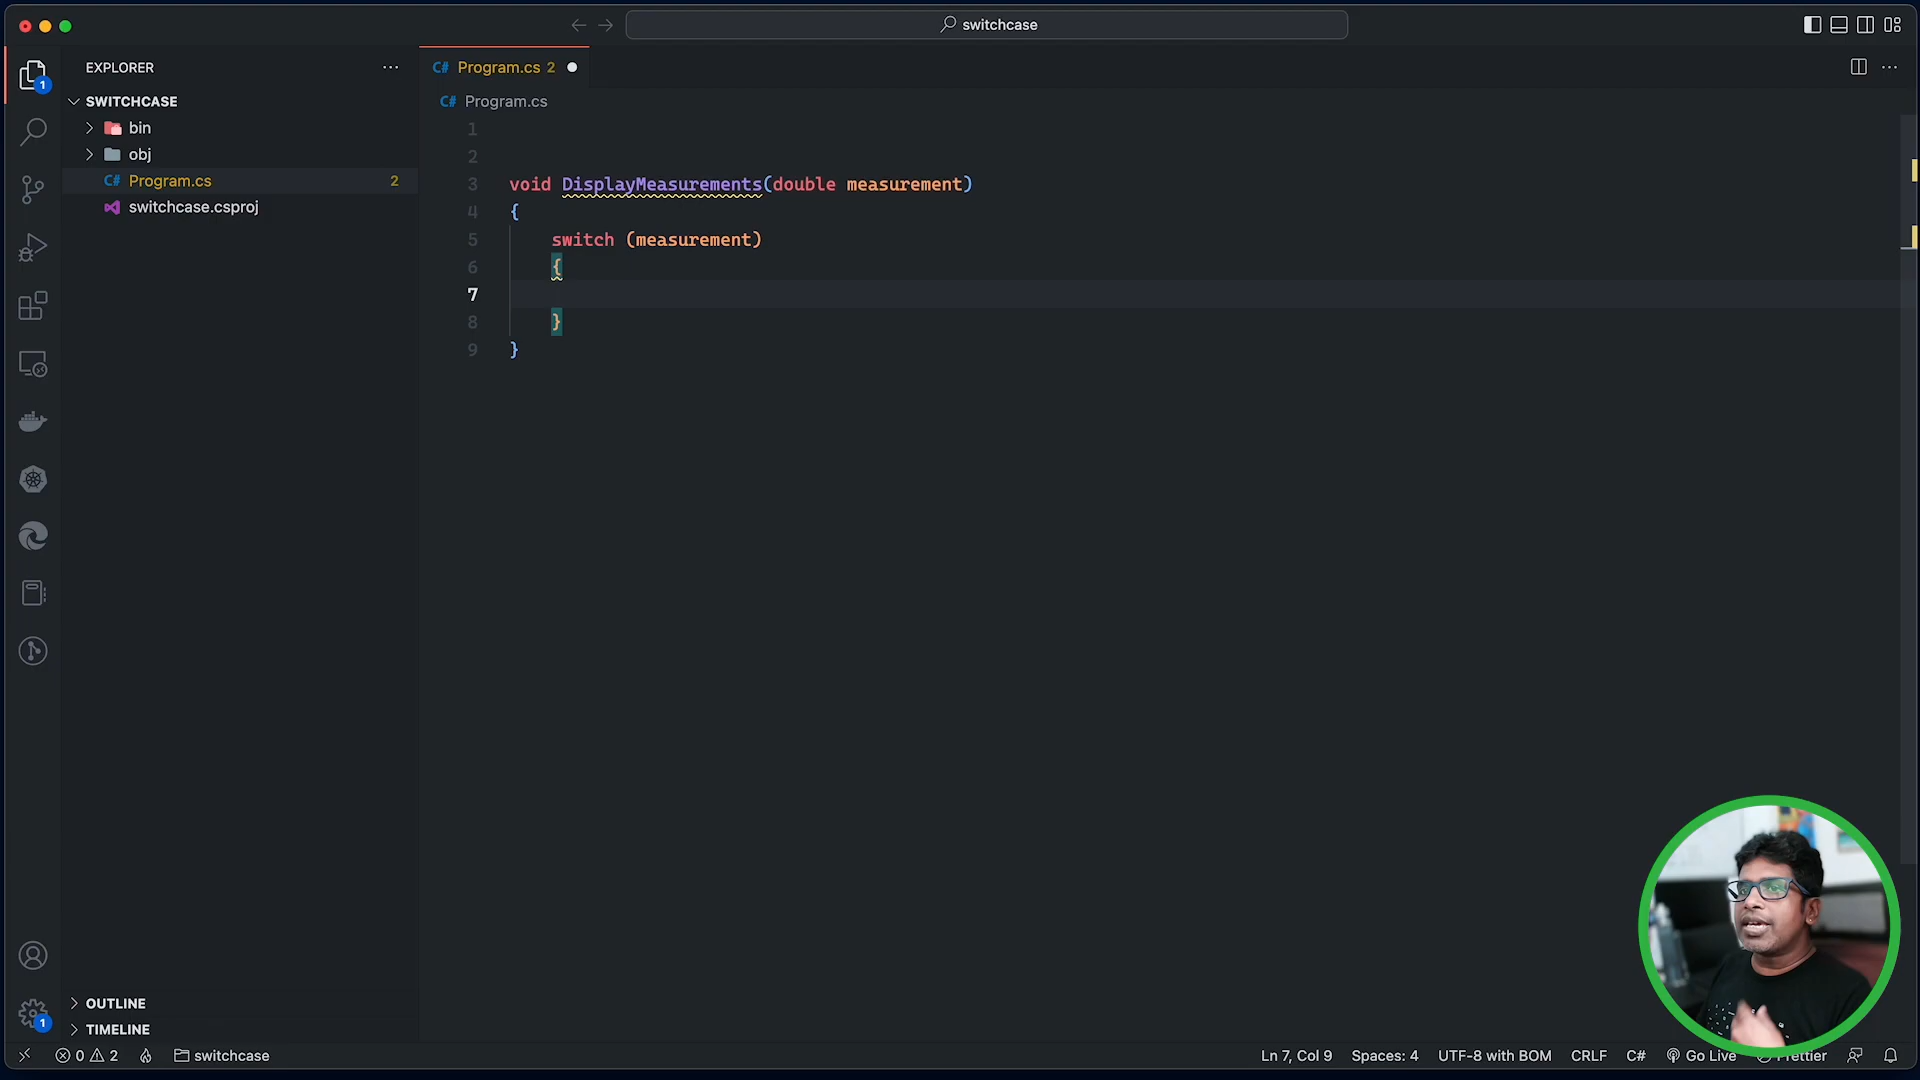 switchcase
EXPLORER
SWITCHCASE
bin
obj
C# Program.cs 2
switchcase.csproj
1
C# Program.cs 2
C# Program.cs
1
2
3 void DisplayMeasurements(double measurement)
4 {
5 switch (measurement)
6 {
7
8 }
9 }
OUTLINE
1
TIMELINE
0 2 switchcase Ln 7, Col 9 Spaces: 4 UTF-8 with BOM CRLF C# Go Live Prettier